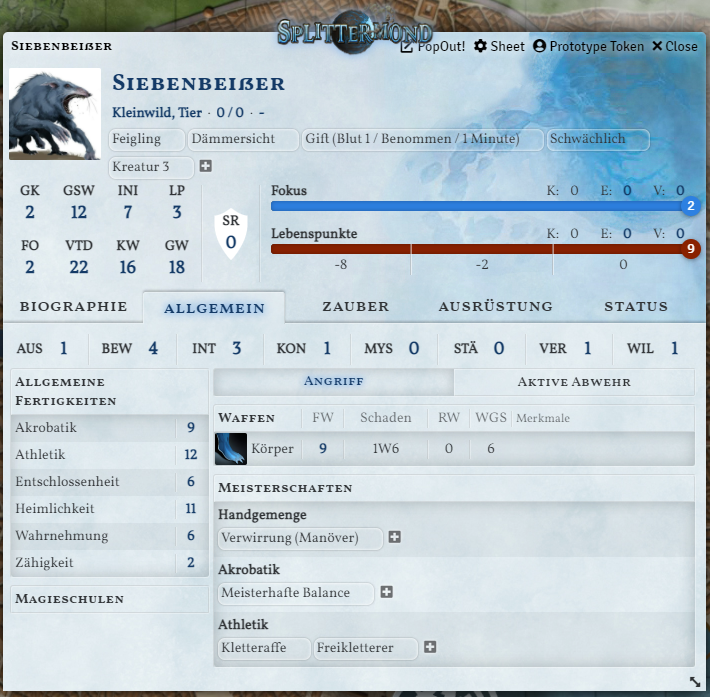 SPLITTERMOND
SIEBENBEIßER
PopOut! Sheet Prototype Token Close
SIEBENBEIßER
Kleinwild, Tier · 0 / 0 · -
Feigling Dämmersicht Gift (Blut 1 / Benommen / 1 Minute) Schwächlich
Kreatur 3
GK GSW INI LP
2 12 7 3
FO VTD KW GW
2 22 16 18
SR
0
Fokus K: 0 E: 0 V: 0
2
Lebenspunkte K: 0 E: 0 V: 0
9
-8 -2 0
BIOGRAPHIE ALLGEMEIN ZAUBER AUSRÜSTUNG STATUS
AUS 1 BEW 4 INT 3 KON 1 MYS 0 STÄ 0 VER 1 WIL 1
ALLGEMEINE
FERTIGKEITEN
Akrobatik 9
Athletik 12
Entschlossenheit 6
Heimlichkeit 11
Wahrnehmung 6
Zähigkeit 2
MAGIESCHULEN
ANGRIFF AKTIVE ABWEHR
WAFFEN FW Schaden RW WGS Merkmale
Körper 9 1W6 0 6
MEISTERSCHAFTEN
Handgemenge
Verwirrung (Manöver)
Akrobatik
Meisterhafte Balance
Athletik
Kletteraffe Freikletterer